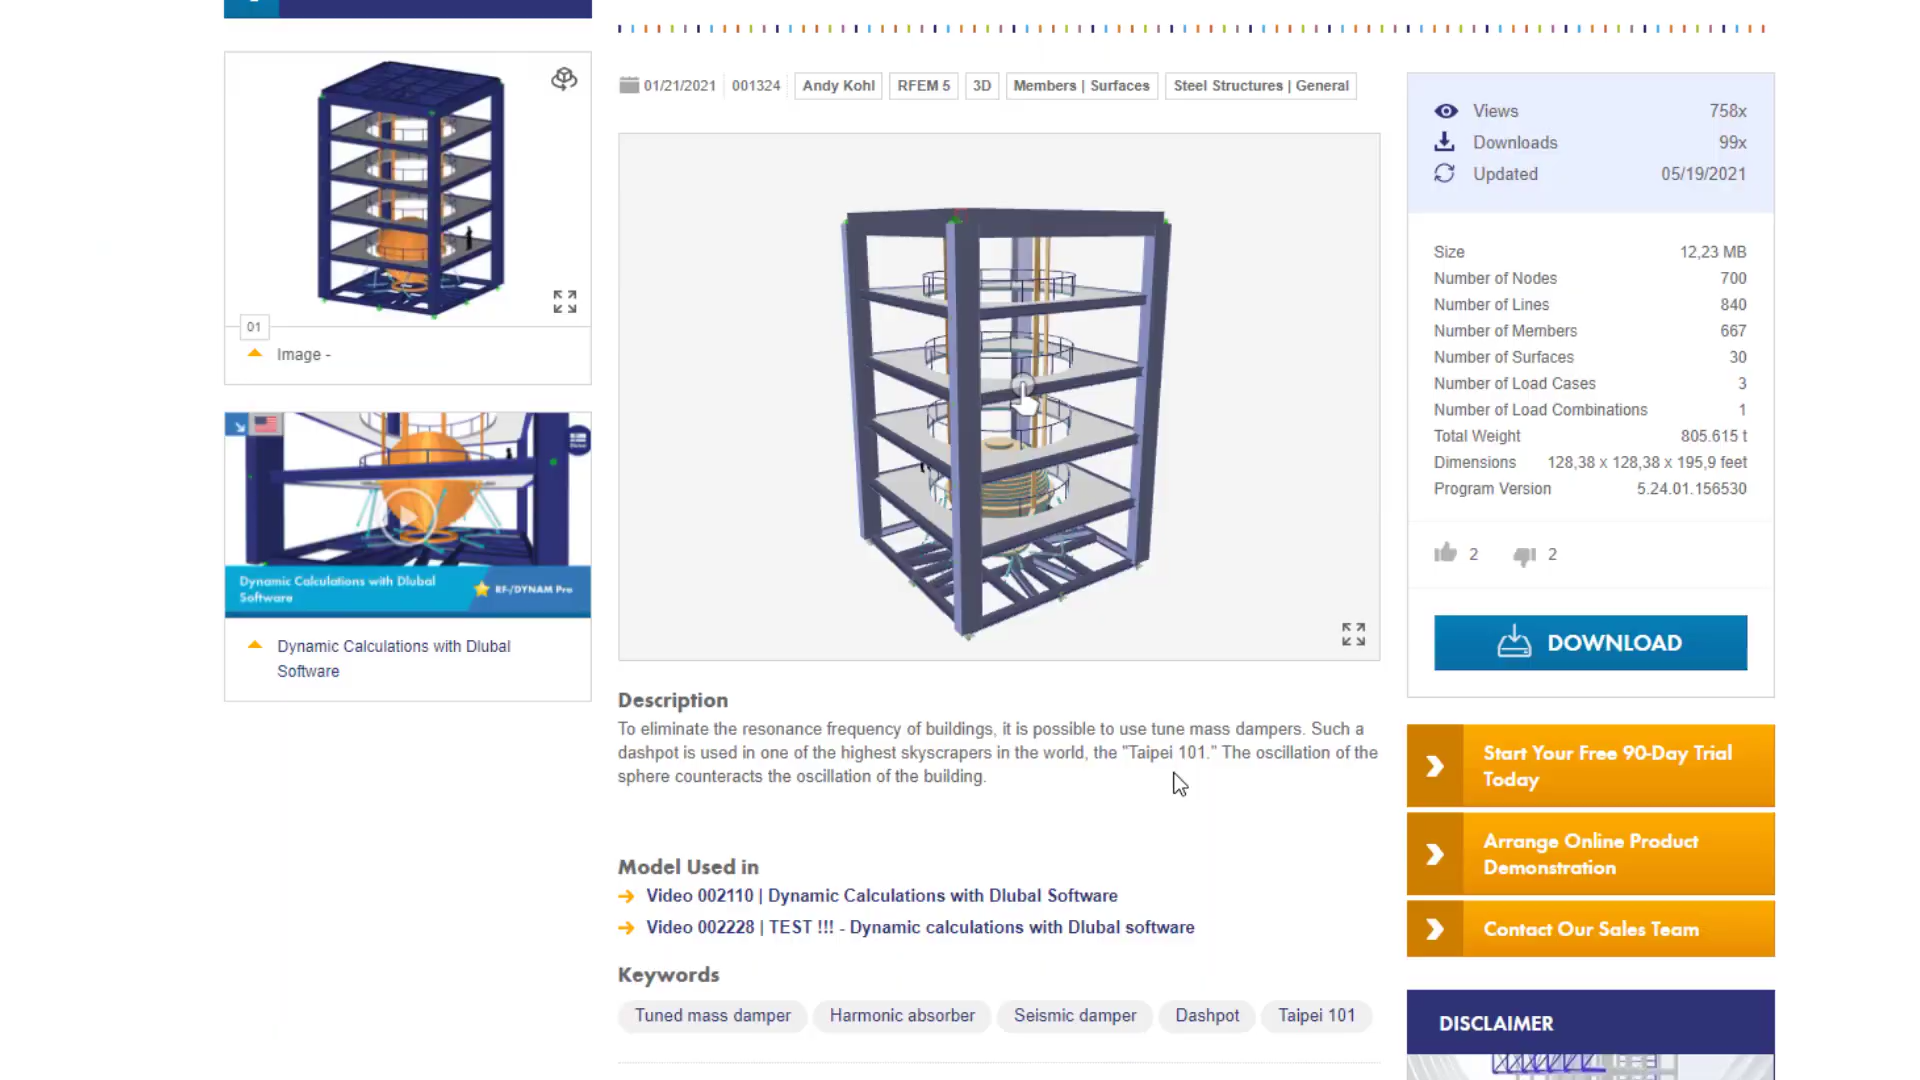 01/21/2021 001324 Andy Kohl RFEM 5 3D Members | Surfaces Steel Structures | General
01
Image -
Dynamic Calculations with Dlubal
Software
RF-/DYNAM Pro
Dynamic Calculations with Dlubal
Software
Description
To eliminate the resonance frequency of buildings, it is possible to use tune mass dampers. Such a
dashpot is used in one of the highest skyscrapers in the world, the "Taipei 101." The oscillation of the
sphere counteracts the oscillation of the building.
Model Used in
Video 002110 | Dynamic Calculations with Dlubal Software
Video 002228 | TEST !!! - Dynamic calculations with Dlubal software
Keywords
Tuned mass damper Harmonic absorber Seismic damper Dashpot Taipei 101
Views 758x
Downloads 99x
Updated 05/19/2021
Size 12,23 MB
Number of Nodes 700
Number of Lines 840
Number of Members 667
Number of Surfaces 30
Number of Load Cases 3
Number of Load Combinations 1
Total Weight 805.615 t
Dimensions 128,38 x 128,38 x 195,9 feet
Program Version 5.24.01.156530
2 2
DOWNLOAD
Start Your Free 90-Day Trial
Today
Arrange Online Product
Demonstration
Contact Our Sales Team
DISCLAIMER